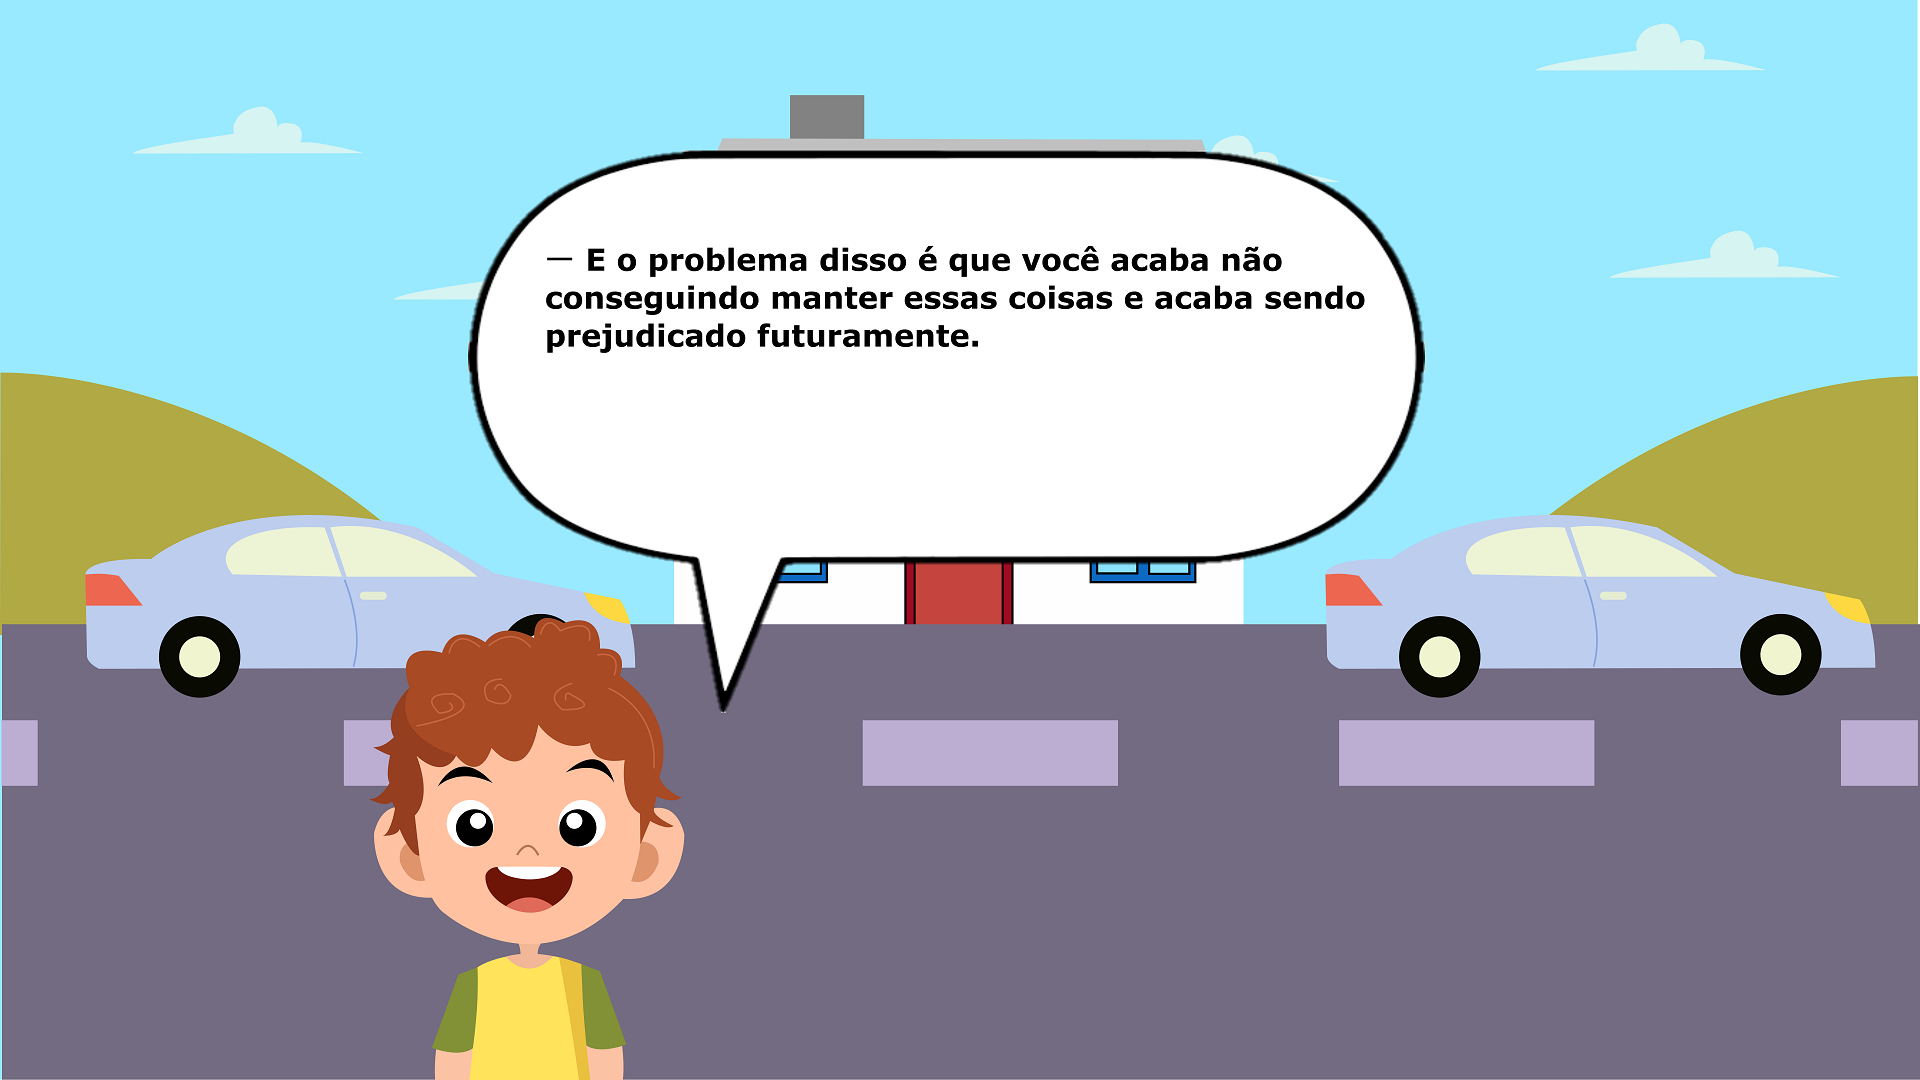 — E o problema disso é que você acaba não
conseguindo manter essas coisas e acaba sendo
prejudicado futuramente.